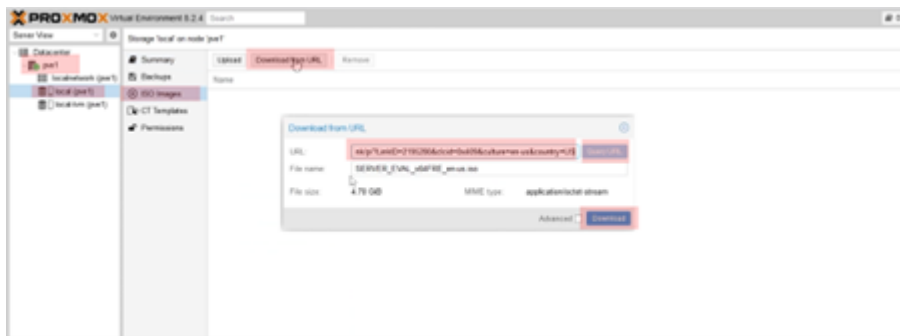 PROXMOX Virtual Environment 8.2.4 Search
Server View
Storage 'local' on node 'pve1'
Datacenter
pve1
localnetwork (pve1)
local (pve1)
local-lvm (pve1)
Summary
Backups
ISO Images
CT Templates
Permissions
Upload Download from URL Remove
Name
Download from URL
URL:
Query URL
File name: SERVER_EVAL_x64FRE_en-us.iso
File size: 4.70 GiB MIME type: application/octet-stream
Advanced Download